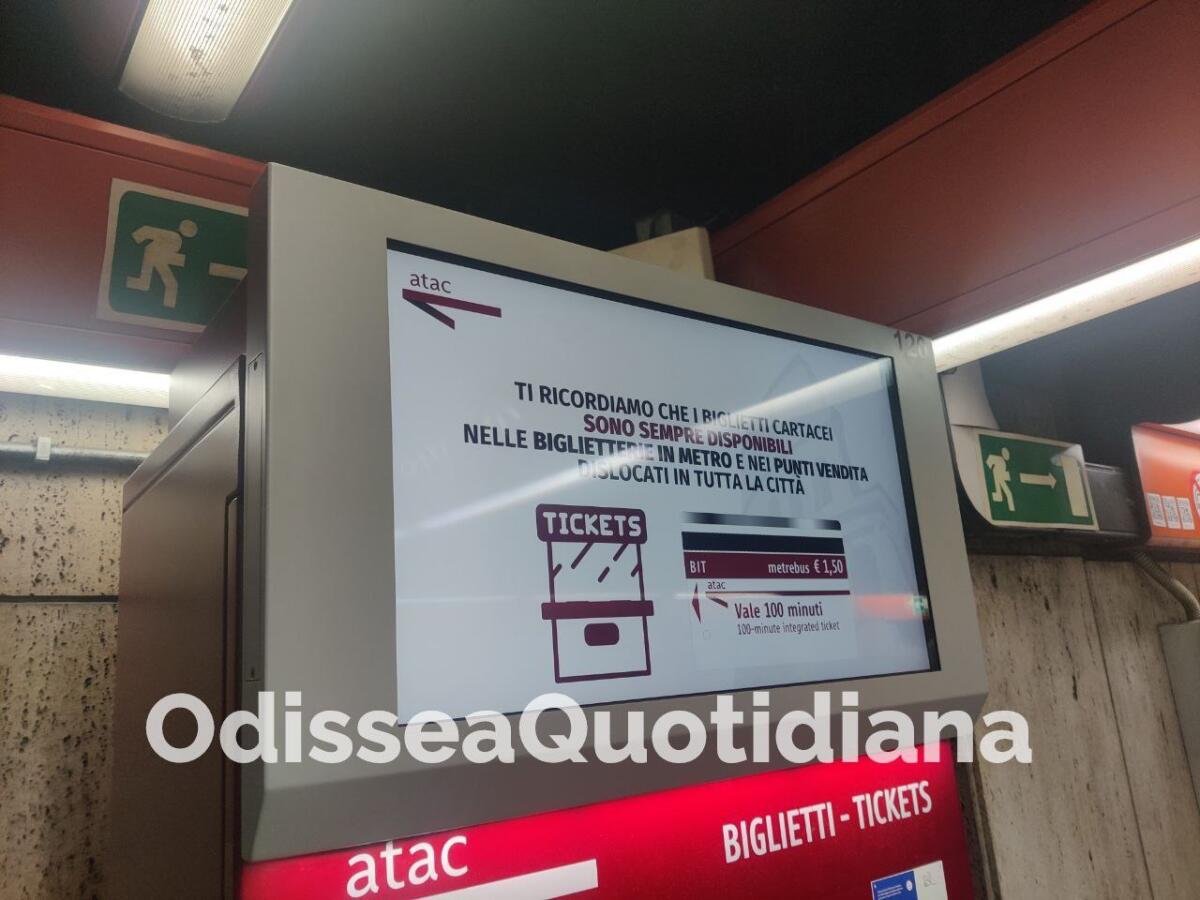 atac
120
TI RICORDIAMO CHE I BIGLIETTI CARTACEI
SONO SEMPRE DISPONIBILI
NELLE BIGLIETTERIE IN METRO E NEI PUNTI VENDITA
DISLOCATI IN TUTTA LA CITTÀ
TICKETS
BIT metrebus € 1,50
atac
Vale 100 minuti
100-minute integrated ticket
OdisseaQuotidiana
BIGLIETTI - TICKETS
atac